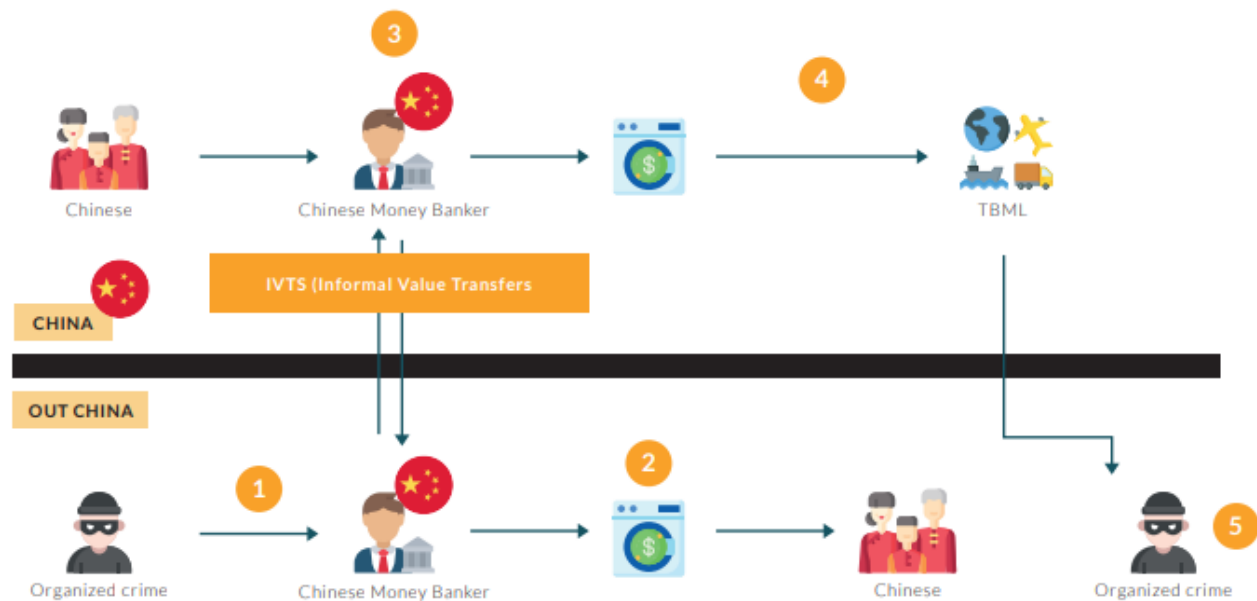 3
4
Chinese
Chinese Money Banker
$
TBML
IVTS (Informal Value Transfers
CHINA
OUT CHINA
1
2
$
5
Organized crime
Chinese Money Banker
Chinese
Organized crime